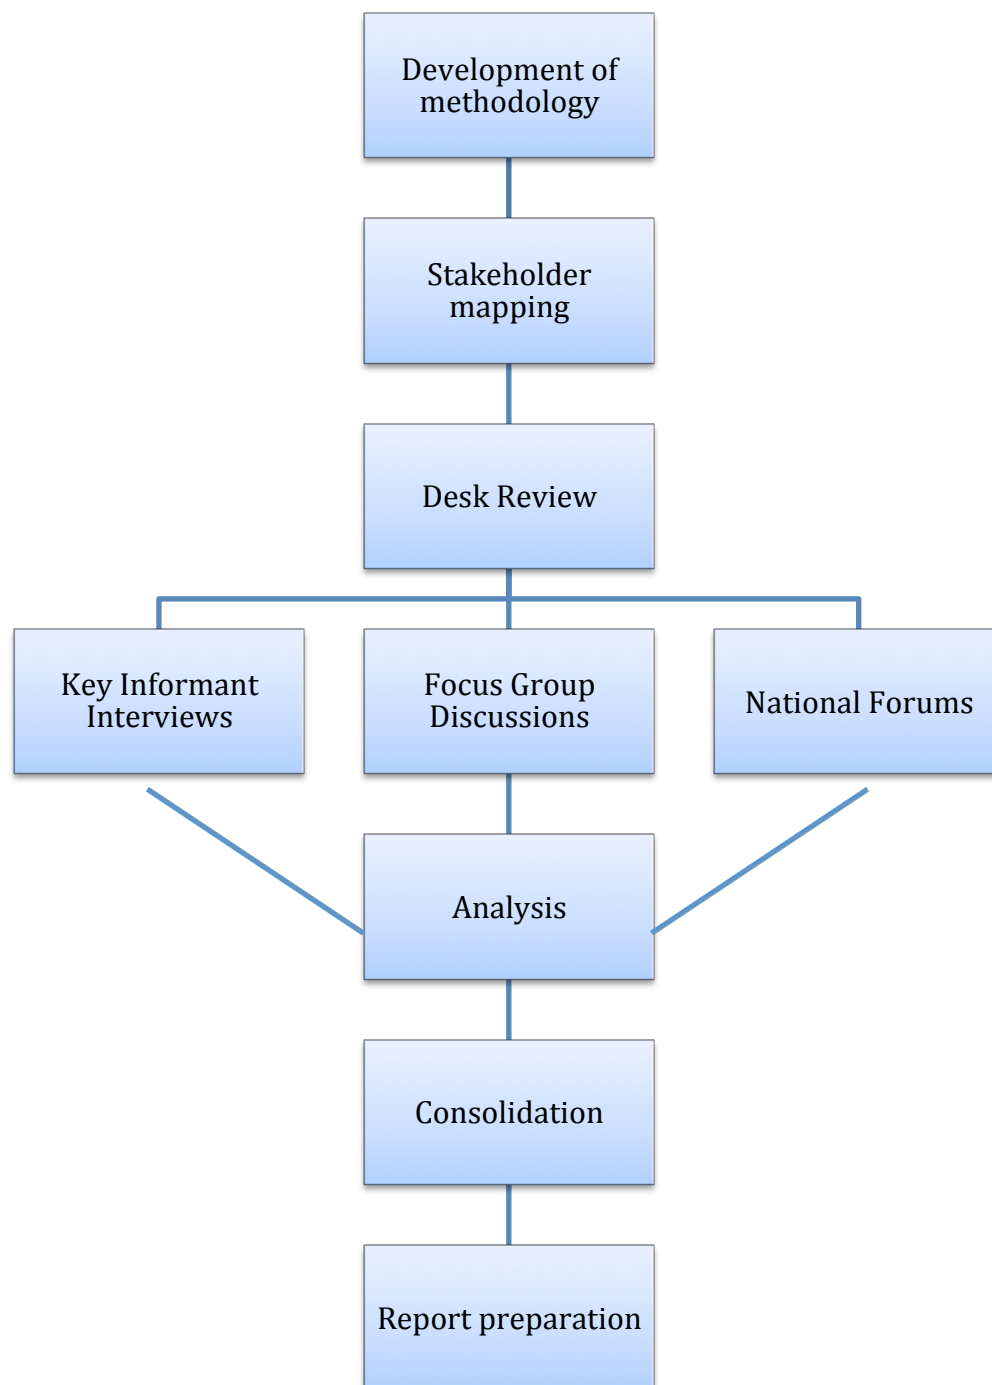 Development of
methodology
Stakeholder
mapping
Desk Review
Key Informant
Interviews
Focus Group
Discussions
National Forums
Analysis
Consolidation
Report preparation